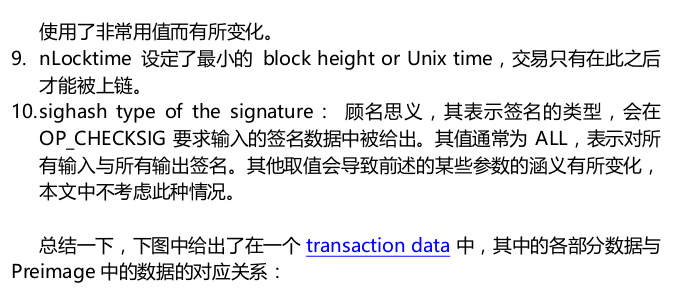 使用了非常用值而有所变化。
9. nLocktime 设定了最小的 block height or Unix time，交易只有在此之后
才能被上链。
10.sighash type of the signature： 顾名思义，其表示签名的类型，会在
OP_CHECKSIG 要求输入的签名数据中被给出。其值通常为 ALL，表示对所
有输入与所有输出签名。其他取值会导致前述的某些参数的涵义有所变化，
本文中不考虑此种情况。
总结一下，下图中给出了在一个 transaction data 中，其中的各部分数据与
Preimage 中的数据的对应关系：